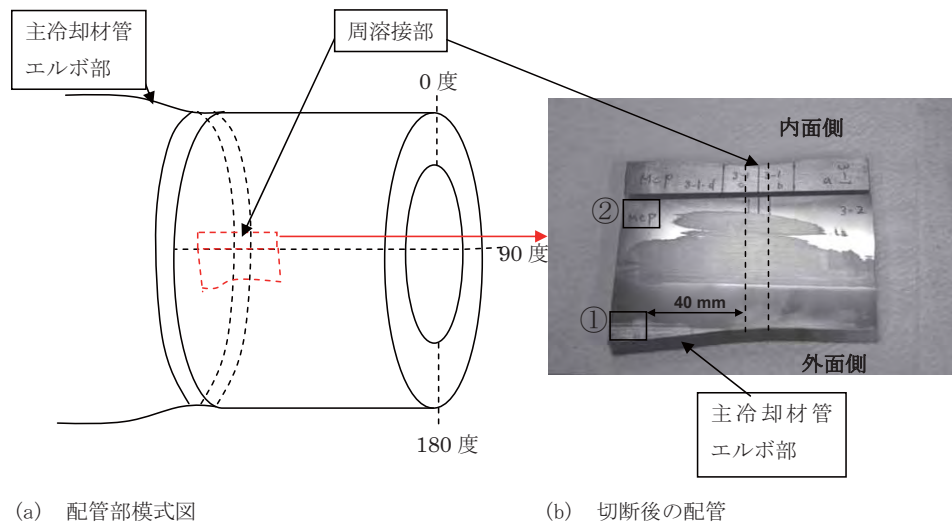 主冷却材管
エルボ部
周溶接部
0 度
90 度
180 度
内面側
Mcp
3-1-d
3-1
c
3-1
b
a
②
Mcp
3-2
40 mm
①
外面側
主冷却材管
エルボ部
(a) 配管部模式図
(b) 切断後の配管